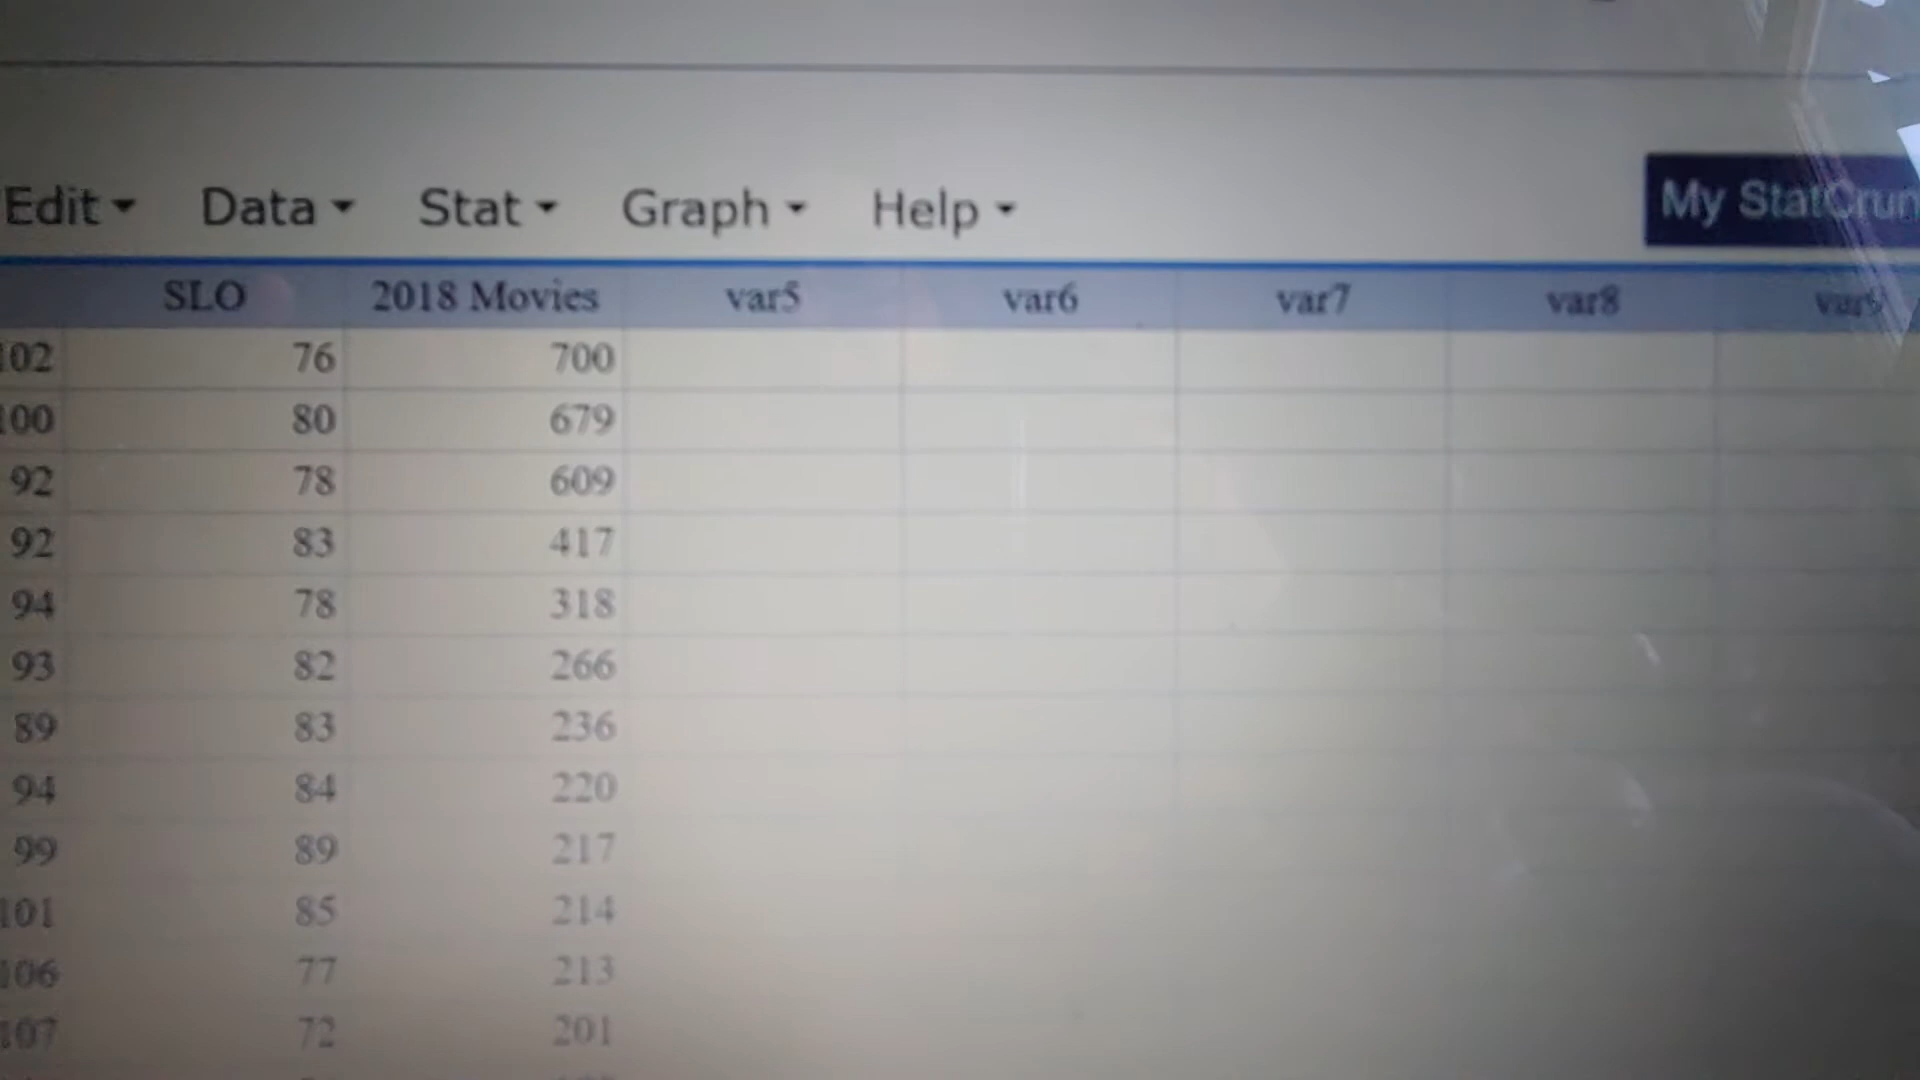 Edit Data Stat Graph Help My StatCrun
SLO 2018 Movies var5 var6 var7 var8 var9
102 76 700
100 80 679
92 78 609
92 83 417
94 78 318
93 82 266
89 83 236
94 84 220
99 89 217
101 85 214
106 77 213
107 72 201